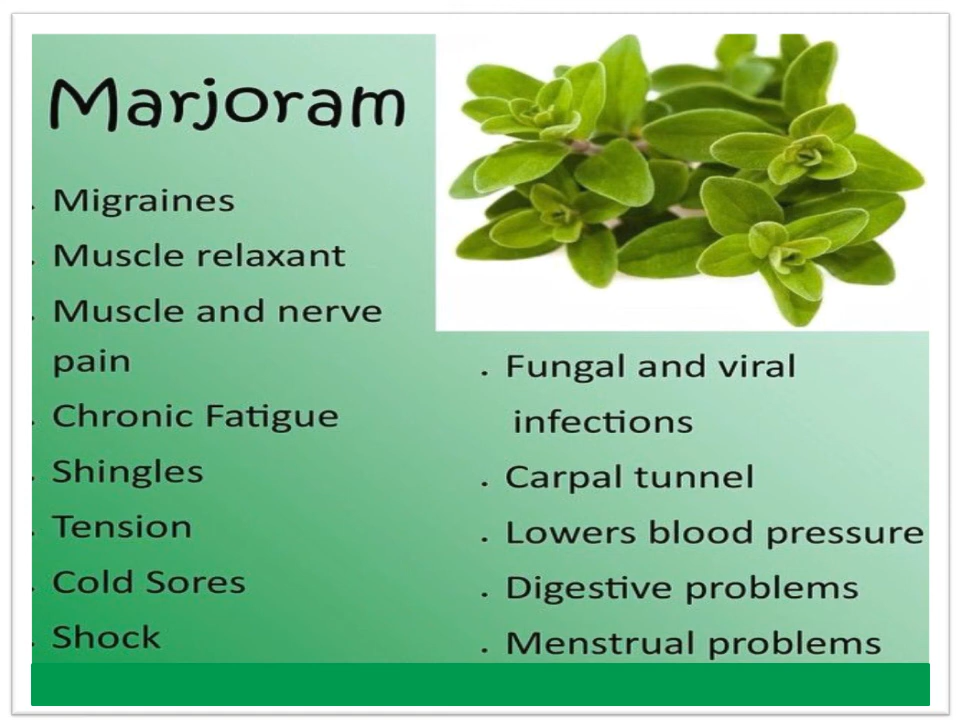 Marjoram
. Migraines
. Muscle relaxant
. Muscle and nerve
pain
. Chronic Fatigue
. Shingles
. Tension
. Cold Sores
. Shock
. Fungal and viral
infections
. Carpal tunnel
. Lowers blood pressure
. Digestive problems
. Menstrual problems